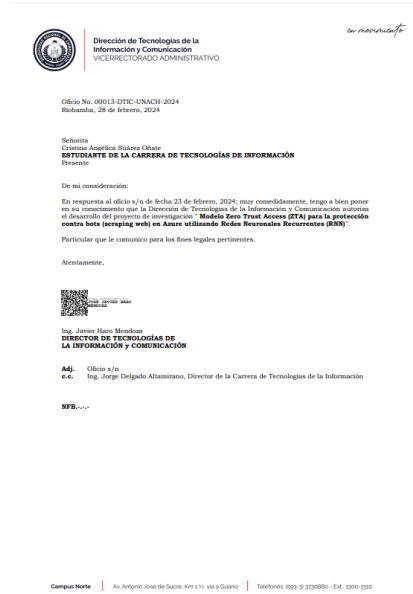 en movimiento
Dirección de Tecnologías de la
Información y Comunicación
VICERRECTORADO ADMINISTRATIVO
Oficio No. 00013-DTIC-UNACH-2024
Riobamba, 28 de febrero, 2024
Señorita
Cristina Angélica Suárez Oñate
ESTUDIANTE DE LA CARRERA DE TECNOLOGÍAS DE INFORMACIÓN
Presente
De mi consideración:
En respuesta al oficio s/n de fecha 23 de febrero, 2024; muy comedidamente, tengo a bien poner
en su conocimiento que la Dirección de Tecnologías de la Información y Comunicación autoriza
el desarrollo del proyecto de investigación " Modelo Zero Trust Access (ZTA) para la protección
contra bots (scraping web) en Azure utilizando Redes Neuronales Recurrentes (RNN)".
Particular que le comunico para los fines legales pertinentes.
Atentamente,
JOSE JAVIER HARO
MENDOZA
Ing. Javier Haro Mendoza
DIRECTOR DE TECNOLOGÍAS DE
LA INFORMACIÓN y COMUNICACIÓN
Adj. Oficio s/n
c.c. Ing. Jorge Delgado Altamirano, Director de la Carrera de Tecnologías de la Información
NFB.-.-.-
Campus Norte Av. Antonio José de Sucre, Km 1 ½ vía a Guano Teléfonos: (593-3) 3730880 - Ext.: 1300-1310